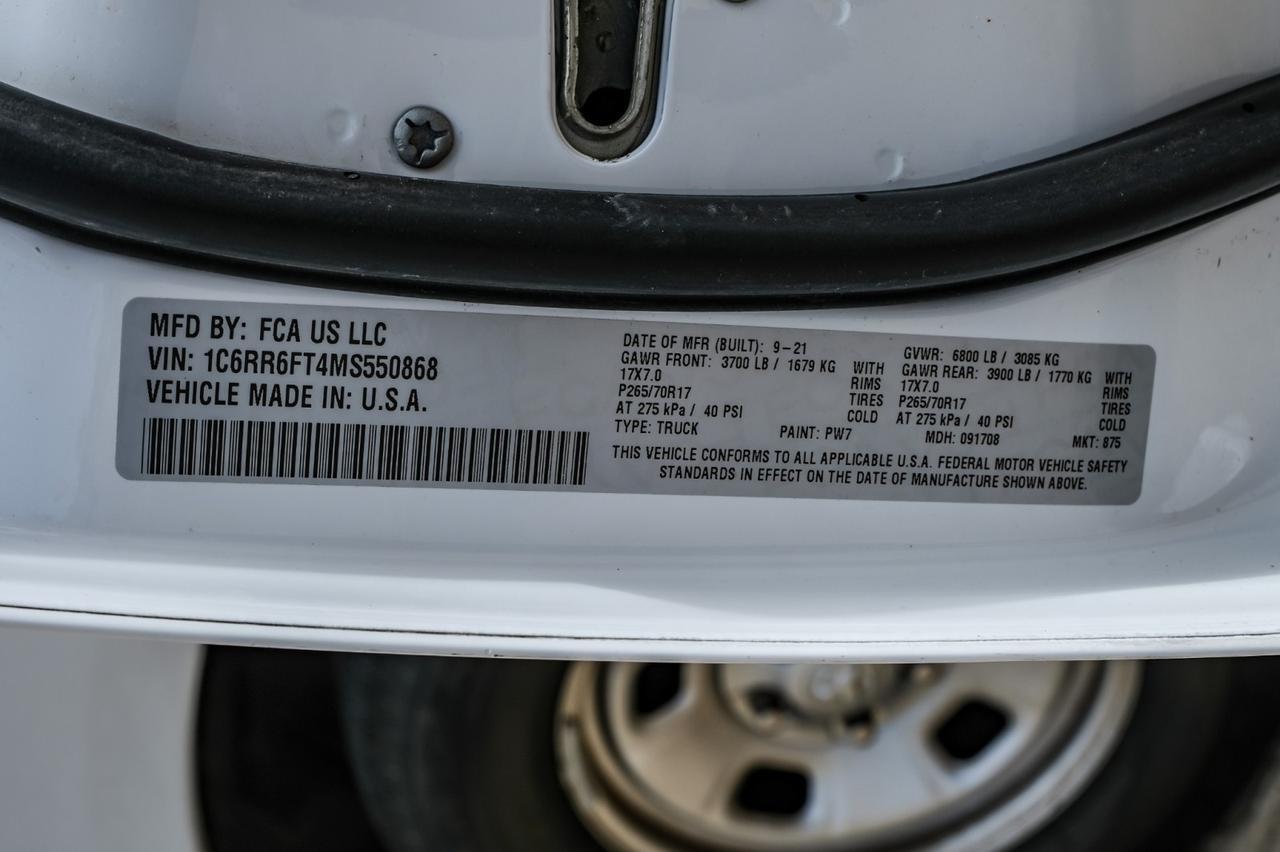 MFD BY: FCA US LLC
VIN: 1C6RR6FT4MS550868
VEHICLE MADE IN: U.S.A.
DATE OF MFR (BUILT): 9-21
GAWR FRONT: 3700 LB / 1679 KG WITH
17X7.0 RIMS
P265/70R17 TIRES
AT 275 kPa / 40 PSI COLD
GVWR: 6800 LB / 3085 KG
GAWR REAR: 3900 LB / 1770 KG WITH
17X7.0 RIMS
P265/70R17 TIRES
AT 275 kPa / 40 PSI COLD
TYPE: TRUCK PAINT: PW7 MDH: 091708 MKT: 875
THIS VEHICLE CONFORMS TO ALL APPLICABLE U.S.A. FEDERAL MOTOR VEHICLE SAFETY
STANDARDS IN EFFECT ON THE DATE OF MANUFACTURE SHOWN ABOVE.